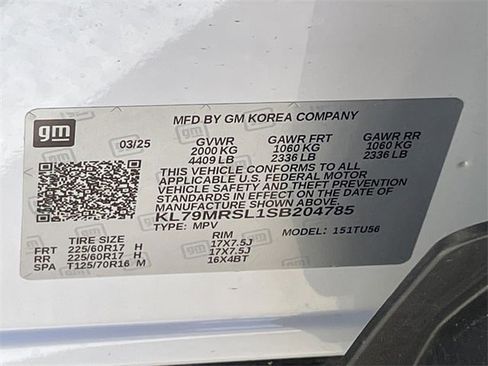 MFD BY GM KOREA COMPANY
gm
03/25 GVWR GAWR FRT GAWR RR
2000 KG 1060 KG 1060 KG
4409 LB 2336 LB 2336 LB
THIS VEHICLE CONFORMS TO ALL
APPLICABLE U.S. FEDERAL MOTOR
VEHICLE SAFETY AND THEFT PREVENTION
STANDARDS IN EFFECT ON THE DATE OF
MANUFACTURE SHOWN ABOVE.
KL79MRSL1SB204785
TYPE: MPV MODEL: 151TU56
TIRE SIZE RIM
FRT 225/60R17 H 17X7.5J
RR 225/60R17 H 17X7.5J
SPA T125/70R16 M 16X4BT